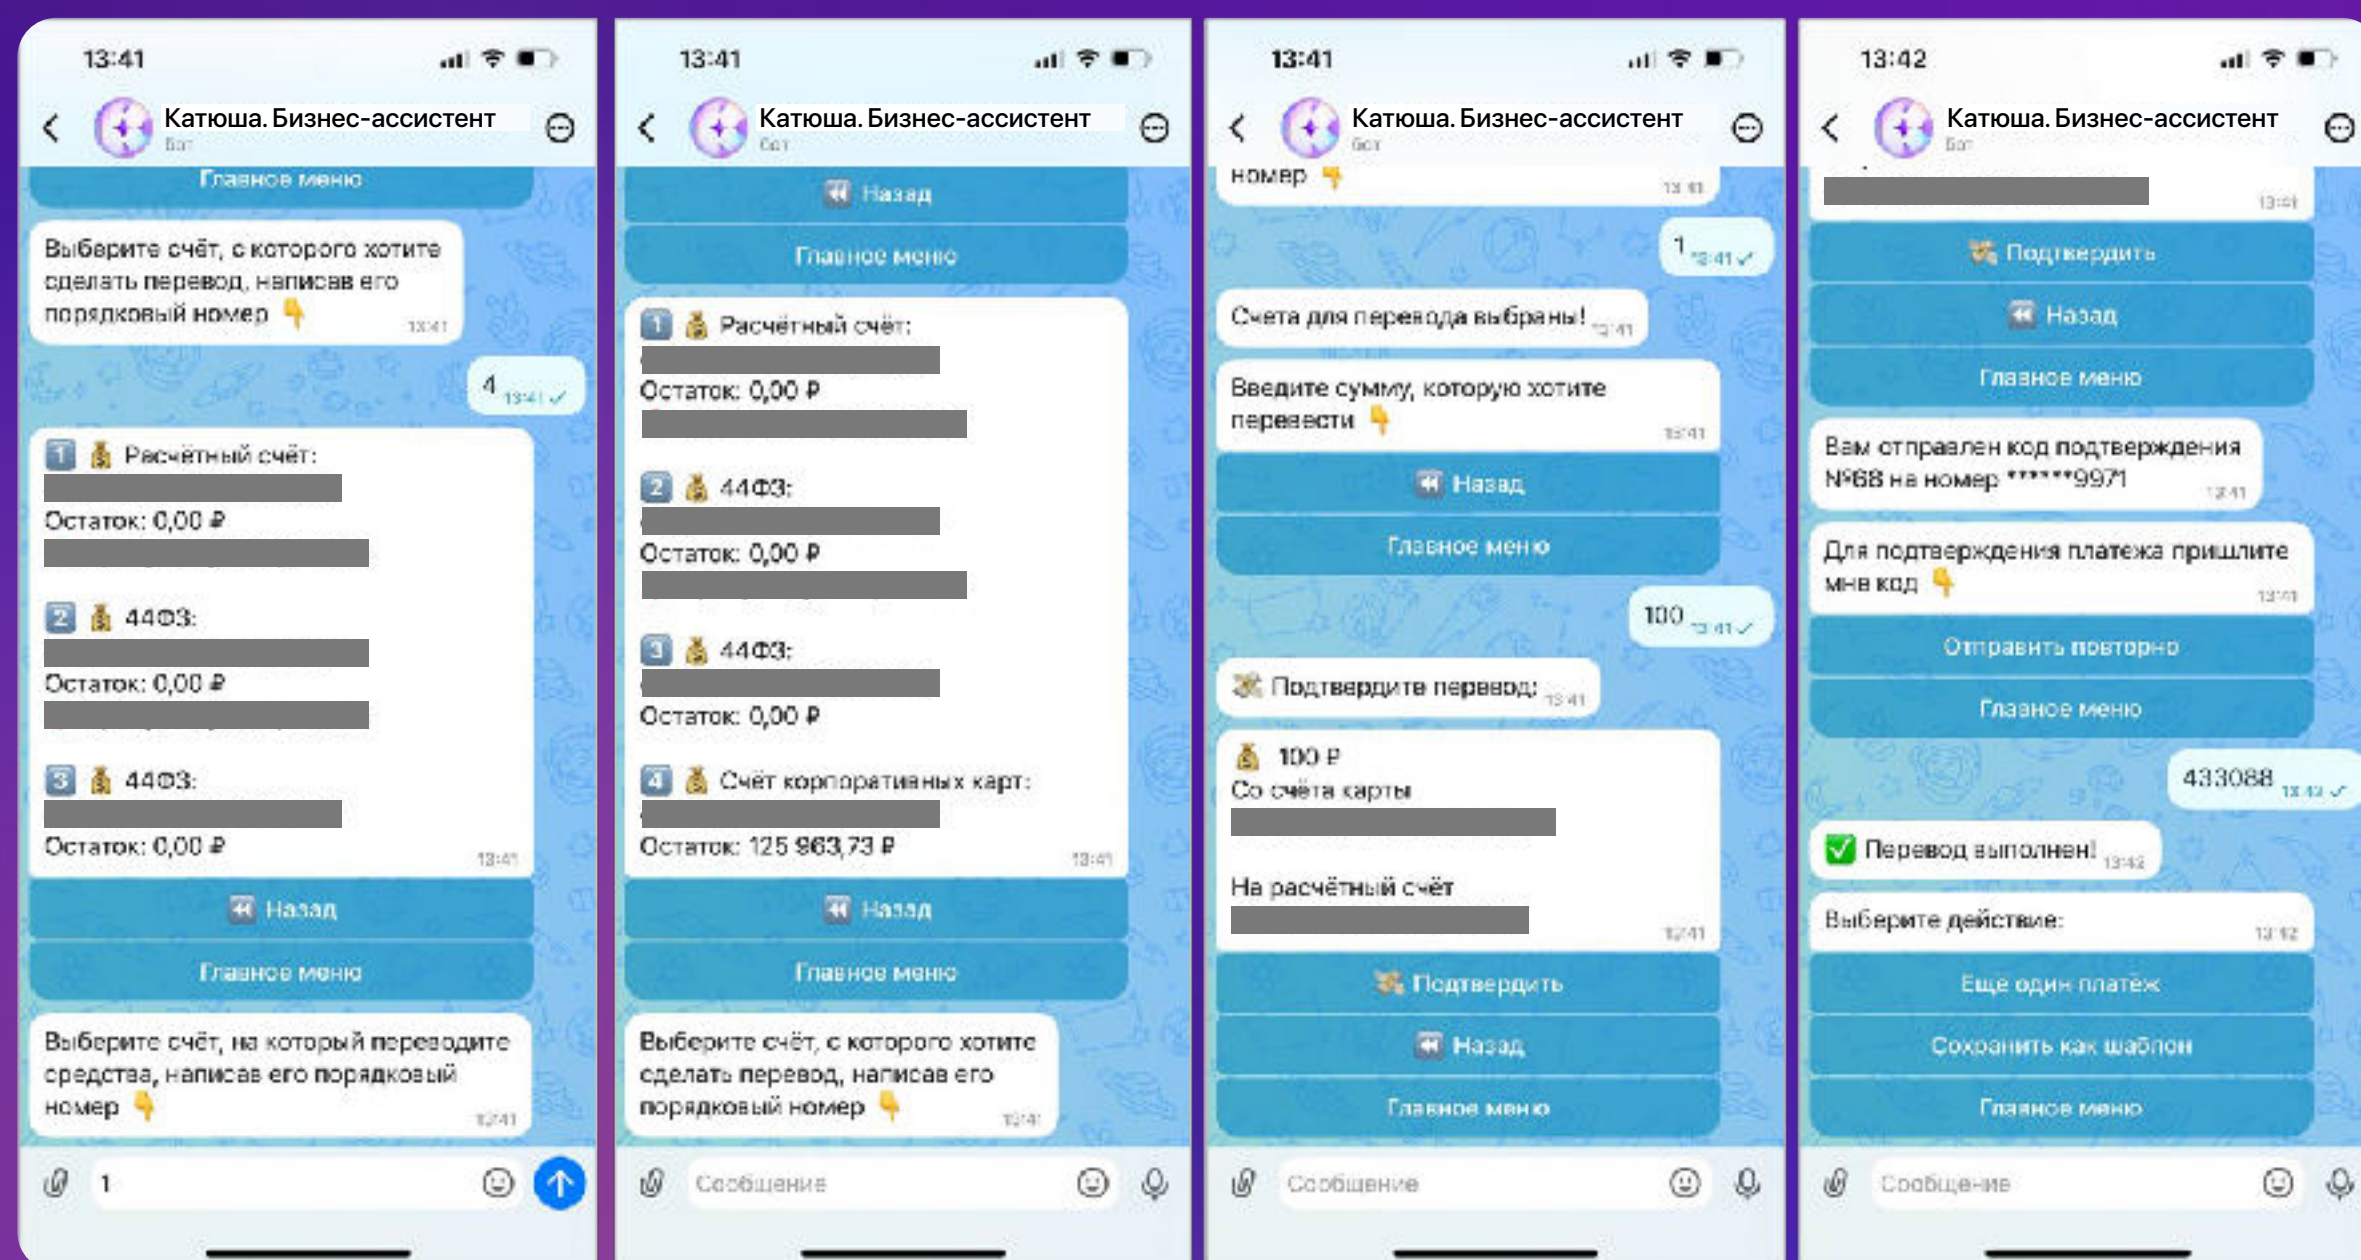 13:41
Катюша. Бизнес-ассистент
бот
Главное меню
Выберите счёт, с которого хотите
сделать перевод, написав его
порядковый номер 👇
13:41
4 13:41
1 💰 Расчётный счёт:
Остаток: 0,00 ₽
2 💰 44ФЗ:
Остаток: 0,00 ₽
3 💰 44ФЗ:
Остаток: 0,00 ₽
13:41
Назад
Главное меню
Выберите счёт, на который переводите
средства, написав его порядковый
номер 👇
13:41
1
13:41
Катюша. Бизнес-ассистент
бот
Назад
Главное меню
1 💰 Расчётный счёт:
Остаток: 0,00 ₽
2 💰 44ФЗ:
Остаток: 0,00 ₽
3 💰 44ФЗ:
Остаток: 0,00 ₽
4 💰 Счёт корпоративных карт:
Остаток: 125 963,73 ₽
13:41
Назад
Главное меню
Выберите счёт, с которого хотите
сделать перевод, написав его
порядковый номер 👇
13:41
Сообщение
13:41
Катюша. Бизнес-ассистент
бот
номер 👇
13:41
1 13:41
Счета для перевода выбраны! 13:41
Введите сумму, которую хотите
перевести 👇
13:41
Назад
Главное меню
100 13:41
Подтвердите перевод: 13:41
💰 100 ₽
Со счёта карты
На расчётный счёт
13:41
Подтвердить
Назад
Главное меню
Сообщение
13:42
Катюша. Бизнес-ассистент
бот
13:41
Подтвердить
Назад
Главное меню
Вам отправлен код подтверждения
№68 на номер ******9971
13:41
Для подтверждения платежа пришлите
мне код 👇
13:41
Отправить повторно
Главное меню
433088 13:42
✅ Перевод выполнен! 13:42
Выберите действие:
13:42
Еще один платёж
Сохранить как шаблон
Главное меню
Сообщение